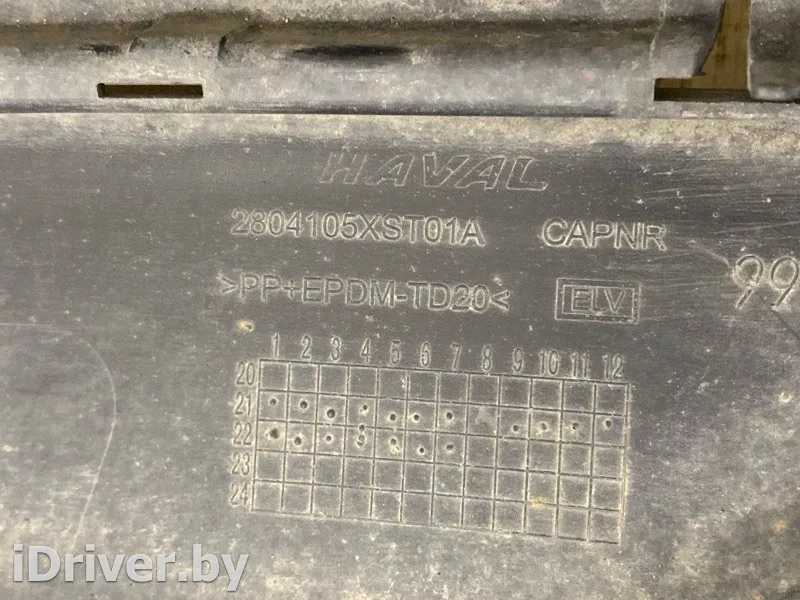 HAVAL
2804105XST01A CAPNR
>PP+EPDM-TD20< ELV
99
1 2 3 4 5 6 7 8 9 10 11 12
20
21
22
23
24
iDriver.by